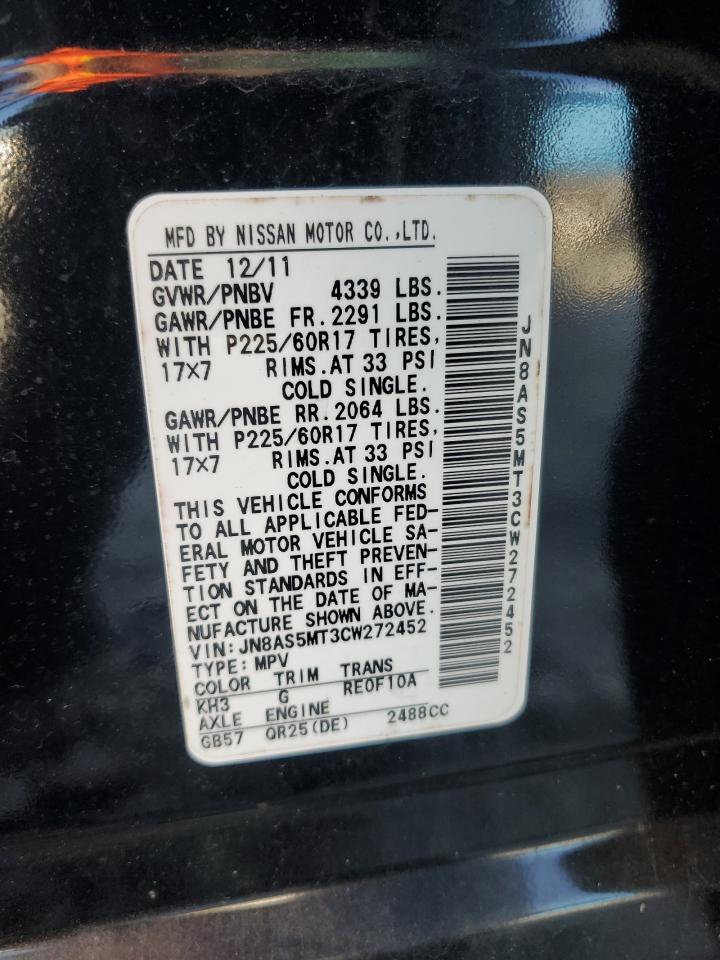 MFD BY NISSAN MOTOR CO.,LTD.
DATE 12/11
GVWR/PNBV 4339 LBS.
GAWR/PNBE FR.2291 LBS.
WITH P225/60R17 TIRES,
17×7 RIMS.AT 33 PSI
COLD SINGLE.
GAWR/PNBE RR.2064 LBS.
WITH P225/60R17 TIRES,
17×7 RIMS.AT 33 PSI
COLD SINGLE.
THIS VEHICLE CONFORMS
TO ALL APPLICABLE FED-
ERAL MOTOR VEHICLE SA-
FETY AND THEFT PREVEN-
TION STANDARDS IN EFF-
ECT ON THE DATE OF MA-
NUFACTURE SHOWN ABOVE.
VIN:JN8AS5MT3CW272452
TYPE:MPV
COLOR TRIM TRANS
KH3 G RE0F10A
AXLE ENGINE
GB57 QR25(DE) 2488CC
JN8AS5MT3CW272452